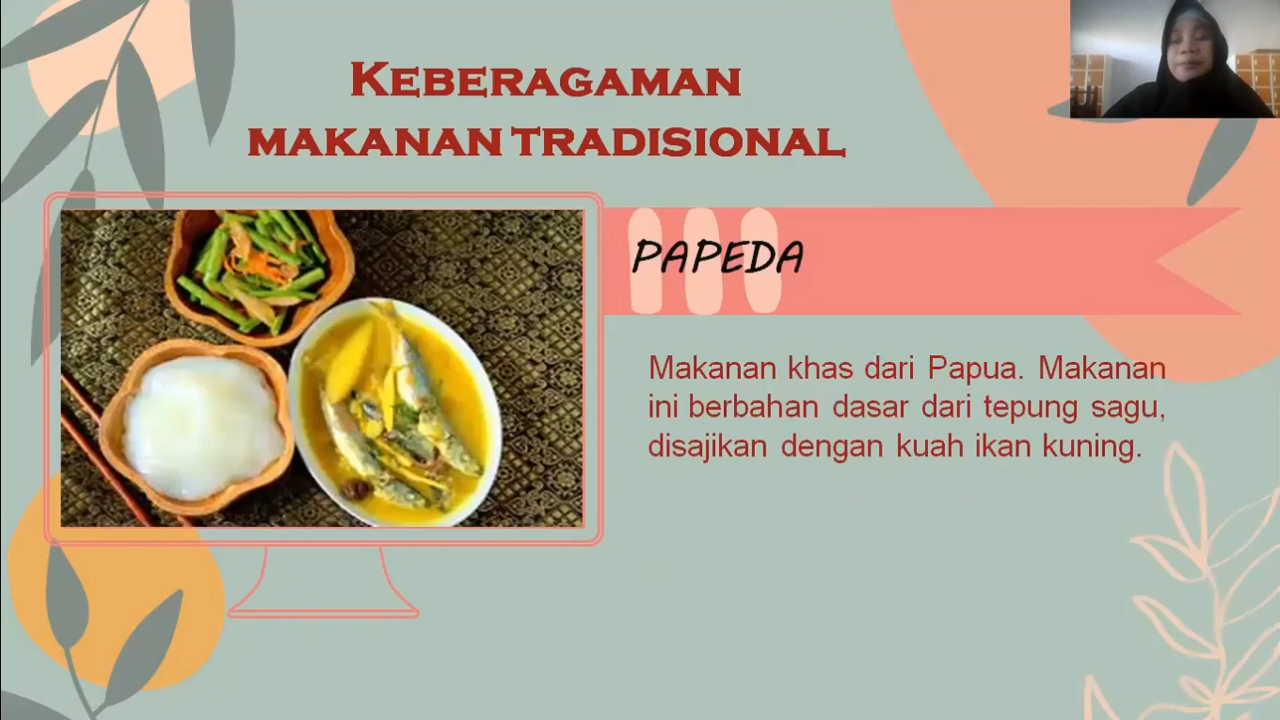 KEBERAGAMAN
MAKANAN TRADISIONAL
PAPEDA
Makanan khas dari Papua. Makanan
ini berbahan dasar dari tepung sagu,
disajikan dengan kuah ikan kuning.